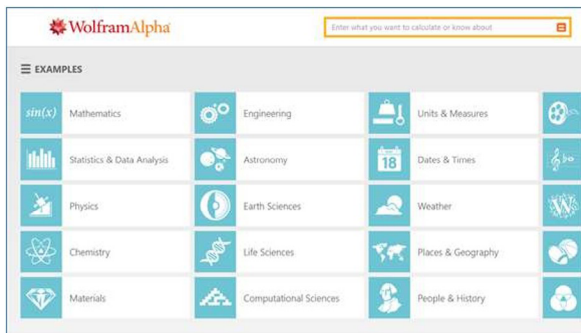 WolframAlpha
Enter what you want to calculate or know about
EXAMPLES
sin(x) Mathematics
Engineering
Units & Measures
Statistics & Data Analysis
Astronomy
18 Dates & Times
Physics
Earth Sciences
Weather
Chemistry
Life Sciences
Places & Geography
Materials
Computational Sciences
People & History